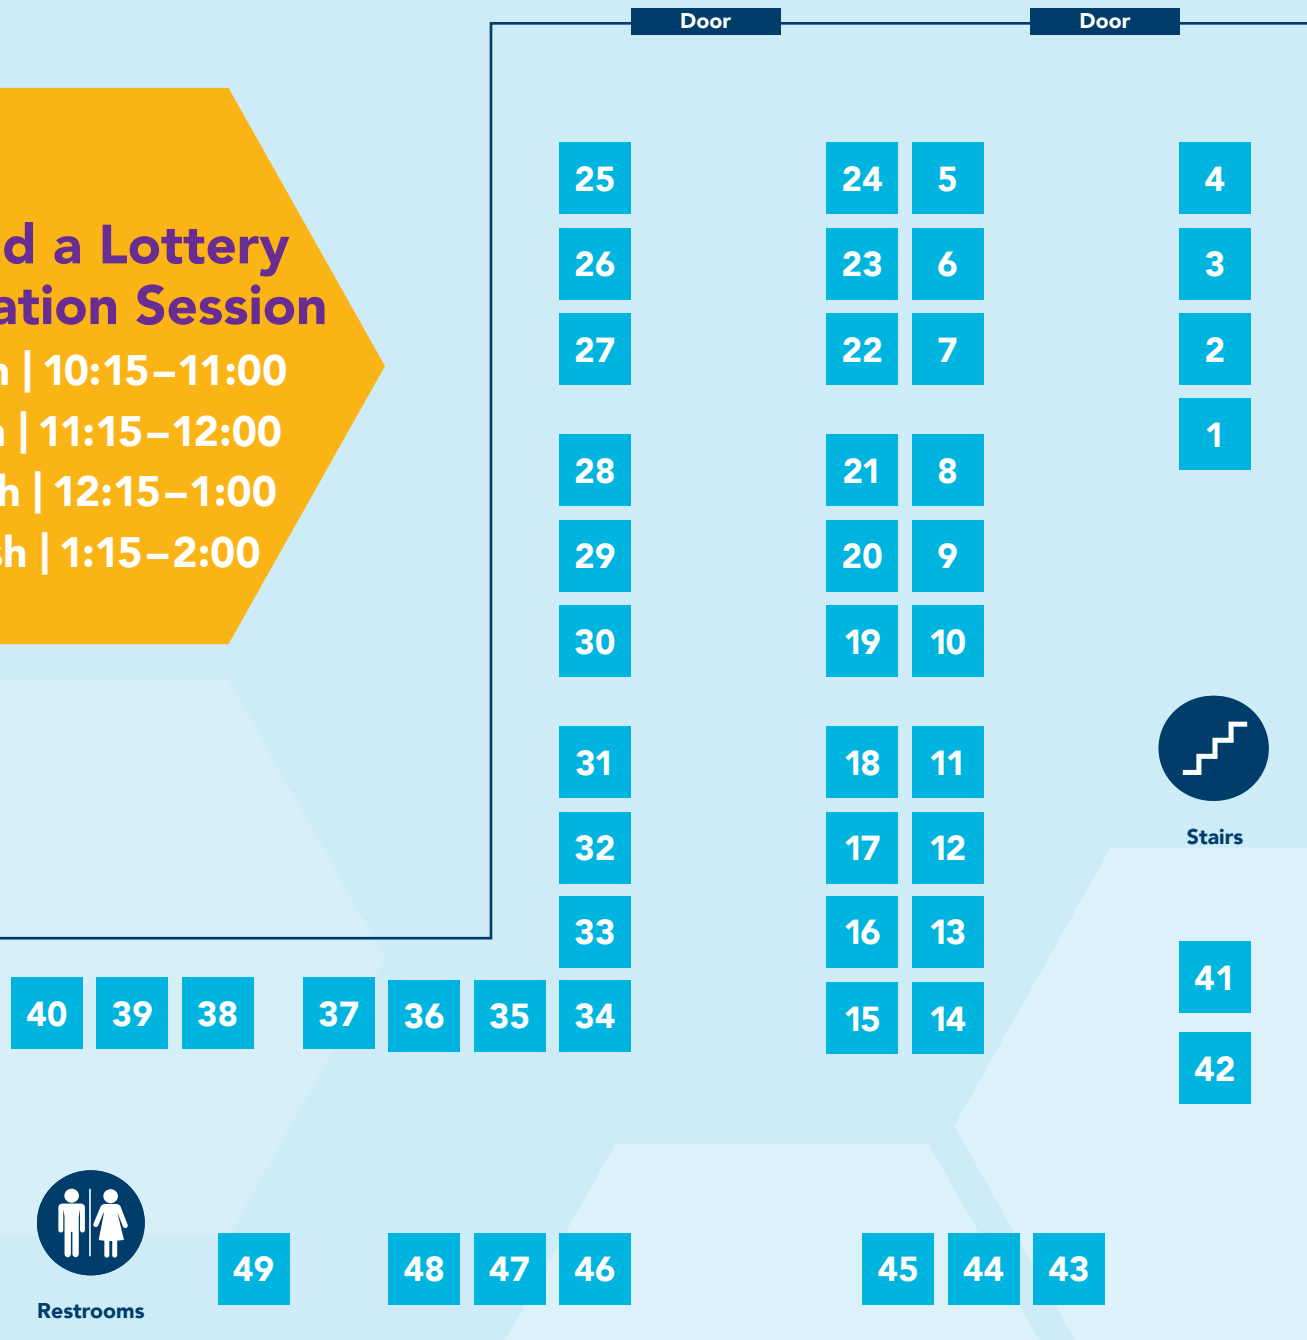 Door Door
d a Lottery
ation Session
| 10:15–11:00
| 11:15–12:00
h | 12:15–1:00
sh | 1:15–2:00
25 24 5 4
26 23 6 3
27 22 7 2
1
28 21 8
29 20 9
30 19 10
31 18 11
Stairs
32 17 12
33 16 13
41
40 39 38 37 36 35 34 15 14
42
49 48 47 46 45 44 43
Restrooms